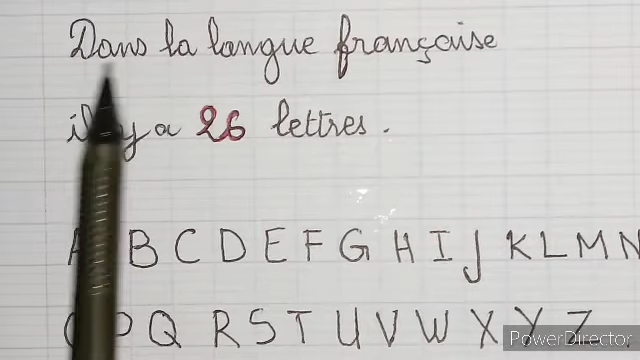 Dans la langue française
il y a 26 lettres.
A B C D E F G H I J K L M N
O P Q R S T U V W X Y Z.
PowerDirector